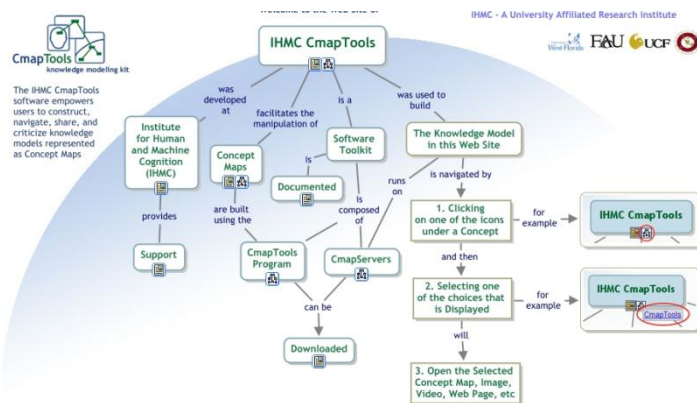 IHMC - A University Affiliated Research institute
West Florida
FAU
UCF
CmapTools
knowledge modeling kit
The IHMC CmapTools
software empowers
users to construct,
navigate, share, and
criticize knowledge
models represented
as Concept Maps
IHMC CmapTools
was
developed
at
facilitates the
manipulation of
is a
was used to
build
Institute
for Human
and Machine
Cognition
(IHMC)
Concept
Maps
Software
Toolkit
The Knowledge Model
in this Web Site
is
Documented
runs
on
is navigated by
provides
are built
using the
is
composed
of
1. Clicking
on one of the icons
under a Concept
for
example
IHMC CmapTools
Support
CmapTools
Program
CmapServers
and then
2. Selecting one
of the choices that
is Displayed
for
example
IHMC CmapTools
CmapTools
can be
will
Downloaded
3. Open the Selected
Concept Map, Image,
Video, Web Page, etc